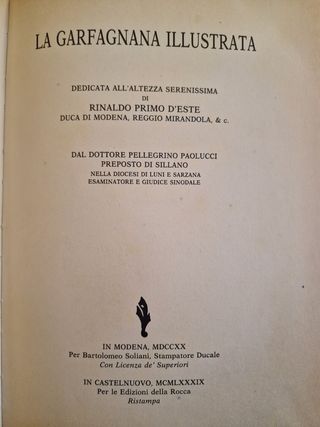 LA GARFAGNANA ILLUSTRATA
DEDICATA ALL'ALTEZZA SERENISSIMA
DI
RINALDO PRIMO D'ESTE
DUCA DI MODENA, REGGIO MIRANDOLA, & c.
DAL DOTTORE PELLEGRINO PAOLUCCI
PREPOSTO DI SILLANO
NELLA DIOCESI DI LUNI E SARZANA
ESAMINATORE E GIUDICE SINODALE
IN MODENA, MDCCXX
Per Bartolomeo Soliani, Stampatore Ducale
Con Licenza de' Superiori
IN CASTELNUOVO, MCMLXXXIX
Per le Edizioni della Rocca
Ristampa